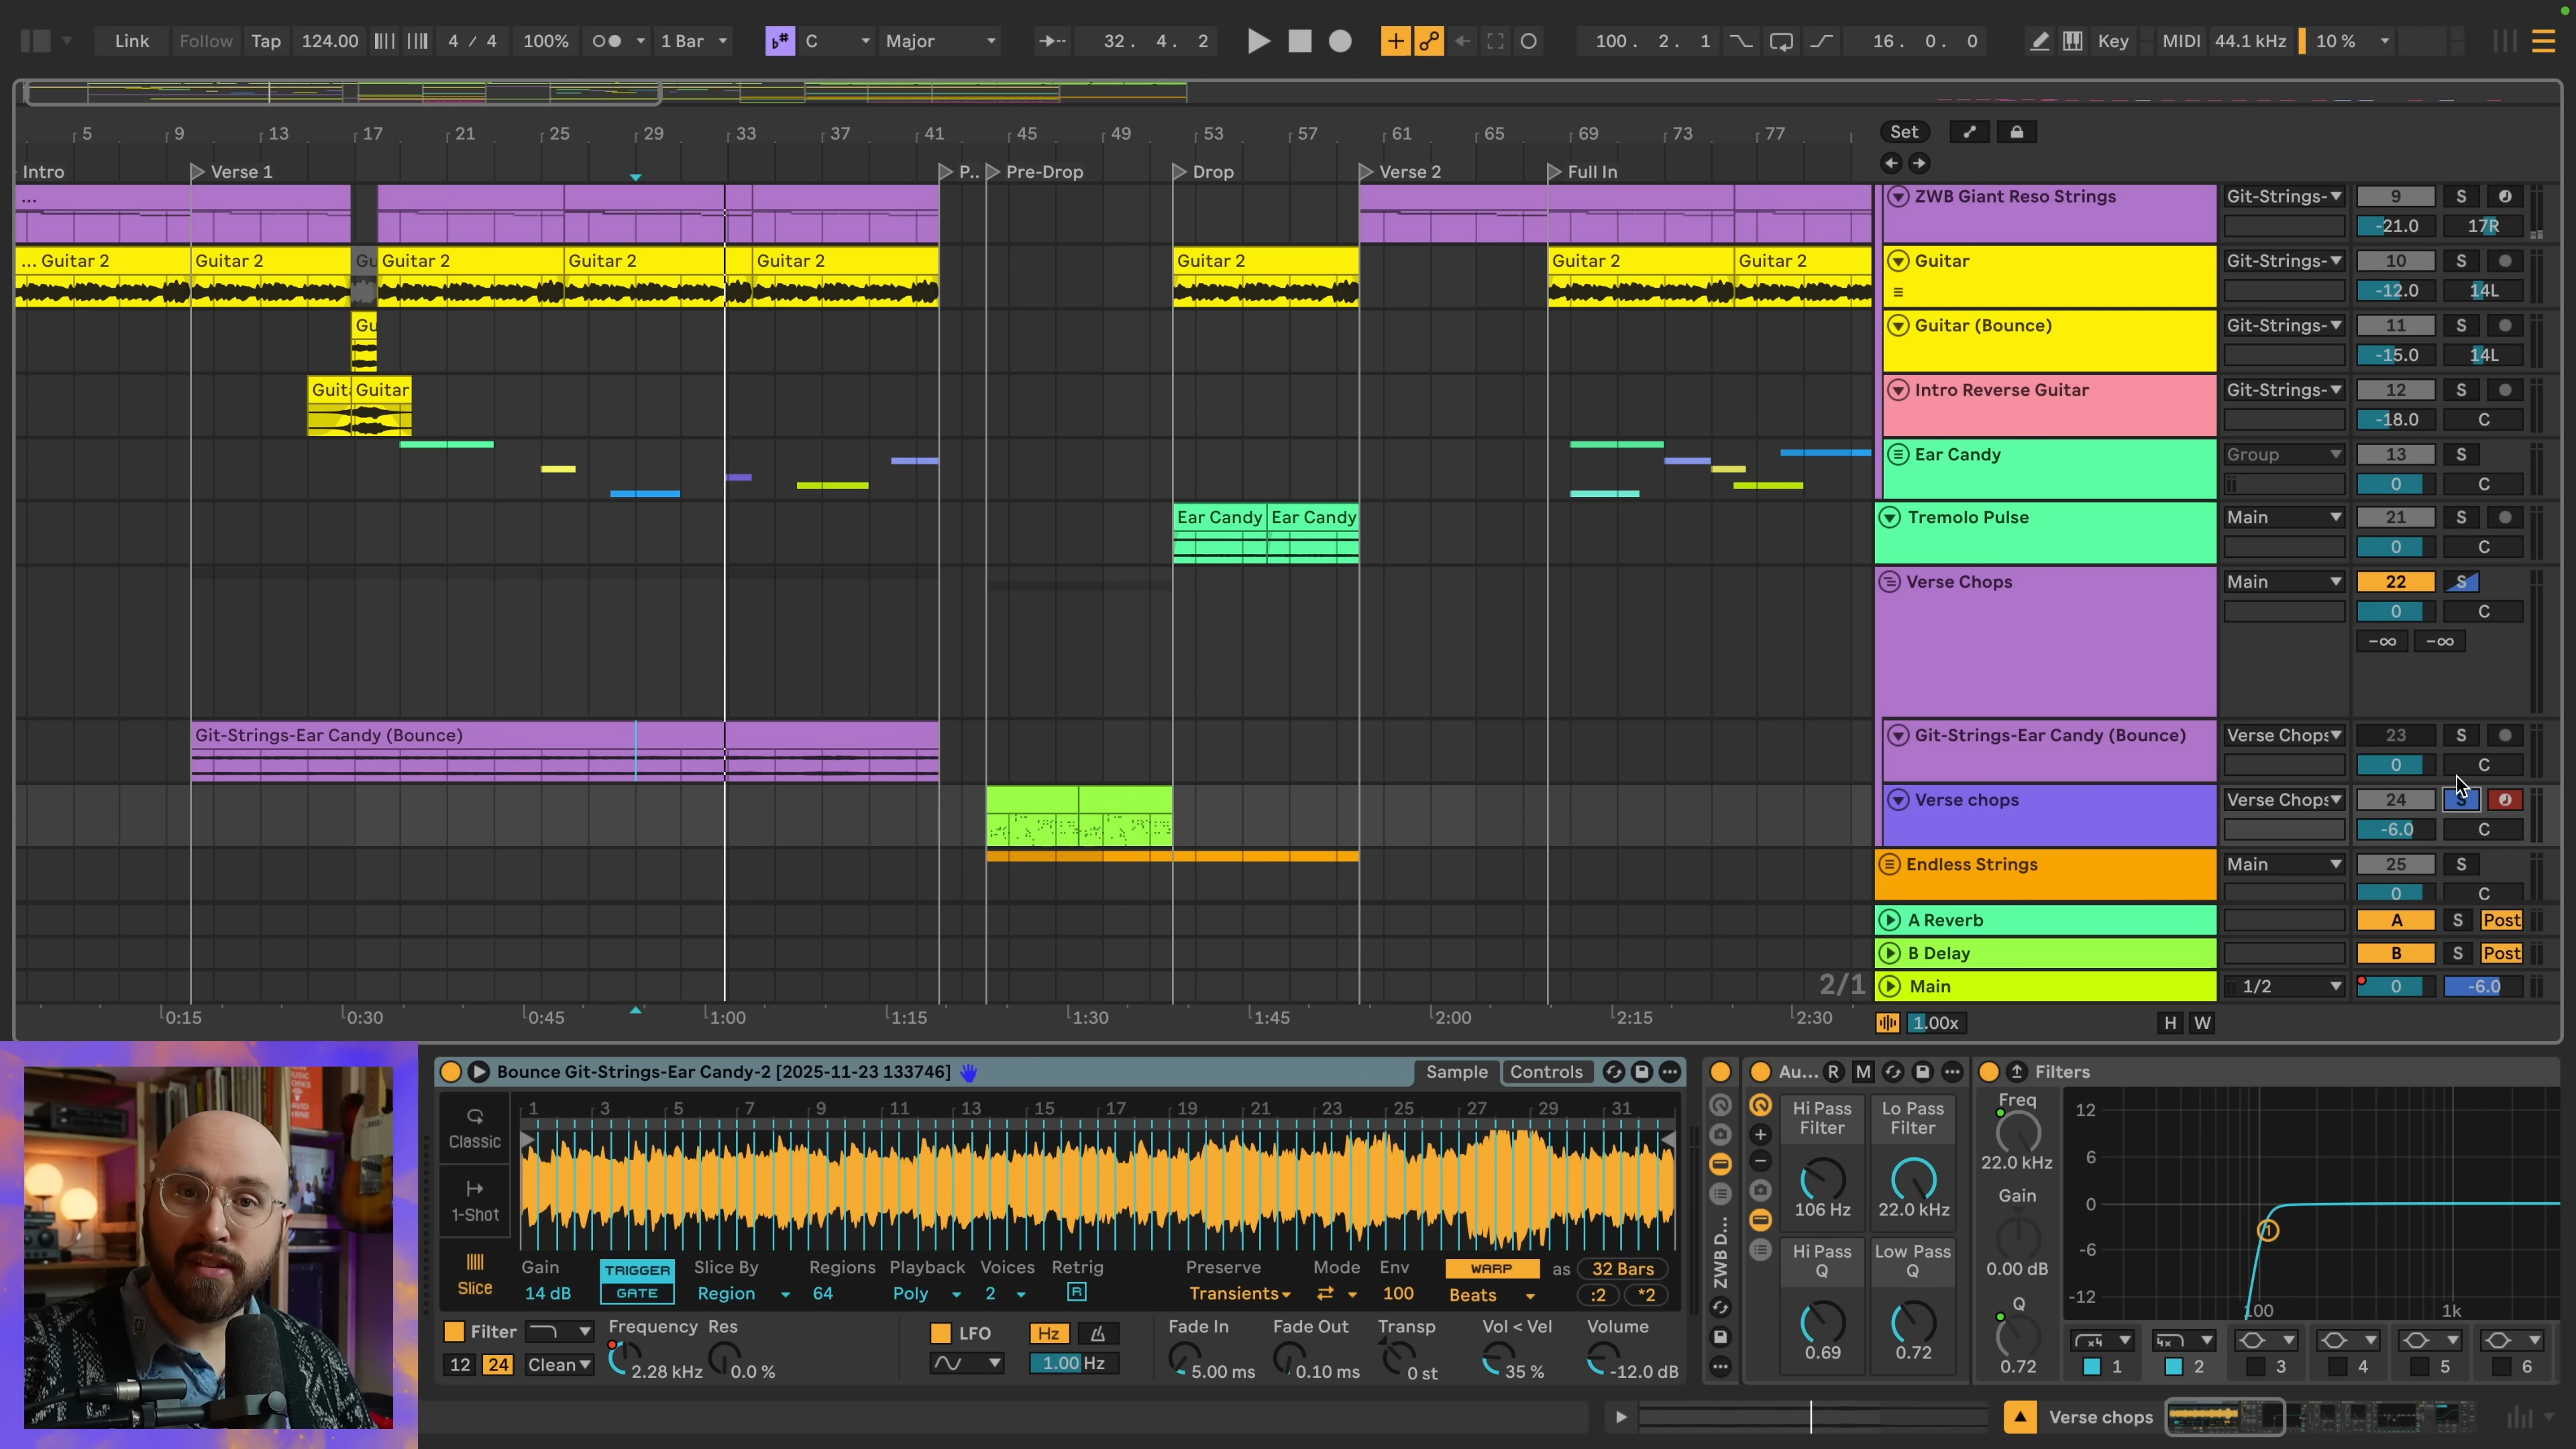 Link Follow Tap 124.00 4 / 4 100% 1 Bar C Major 32. 4. 2 100. 2. 1 16. 0. 0 Key MIDI 44.1 kHz 10 %
5 9 13 17 21 25 29 33 37 41 45 49 53 57 61 65 69 73 77 Set
Intro Verse 1 P.. Pre-Drop Drop Verse 2 Full In
... ZWB Giant Reso Strings Git-Strings- 9 S
-21.0 17R
... Guitar 2 Guitar 2 Gu Guitar 2 Guitar 2 Guitar 2 Guitar 2 Guitar 2 Guitar 2 Guitar Git-Strings- 10 S
-12.0 14L
Gu Guitar (Bounce) Git-Strings- 11 S
-15.0 14L
Guit Guitar Intro Reverse Guitar Git-Strings- 12 S
-18.0 C
Ear Candy Group 13 S
0 C
Ear Candy Ear Candy Tremolo Pulse Main 21 S
0 C
Verse Chops Main 22 S
0 C
-∞ -∞
Git-Strings-Ear Candy (Bounce) Git-Strings-Ear Candy (Bounce) Verse Chops 23 S
0 C
Verse chops Verse Chops 24 S
-6.0 C
Endless Strings Main 25 S
0 C
A Reverb A S Post
B Delay B S Post
2/1 Main 1/2 0 -6.0
0:15 0:30 0:45 1:00 1:15 1:30 1:45 2:00 2:15 2:30 1.00x H W
Bounce Git-Strings-Ear Candy-2 [2025-11-23 133746] Sample Controls Au... R M Filters
1 3 5 7 9 11 13 15 17 19 21 23 25 27 29 31
Classic
1-Shot
Slice
Gain TRIGGER Slice By Regions Playback Voices Retrig Preserve Mode Env WARP as 32 Bars
14 dB GATE Region 64 Poly 2 R Transients 100 Beats :2 *2
Filter Frequency Res LFO Hz Fade In Fade Out Transp Vol < Vel Volume
12 24 Clean 2.28 kHz 0.0 % 1.00 Hz 5.00 ms 0.10 ms 0 st 35 % -12.0 dB
ZWB D...
Hi Pass Filter Lo Pass Filter
106 Hz 22.0 kHz
Hi Pass Q Low Pass Q
0.69 0.72
Freq
22.0 kHz
Gain
0.00 dB
Q
0.72
12
6
0
-6
-12
100 1k
1
x4 4x
1 2 3 4 5 6
Verse chops